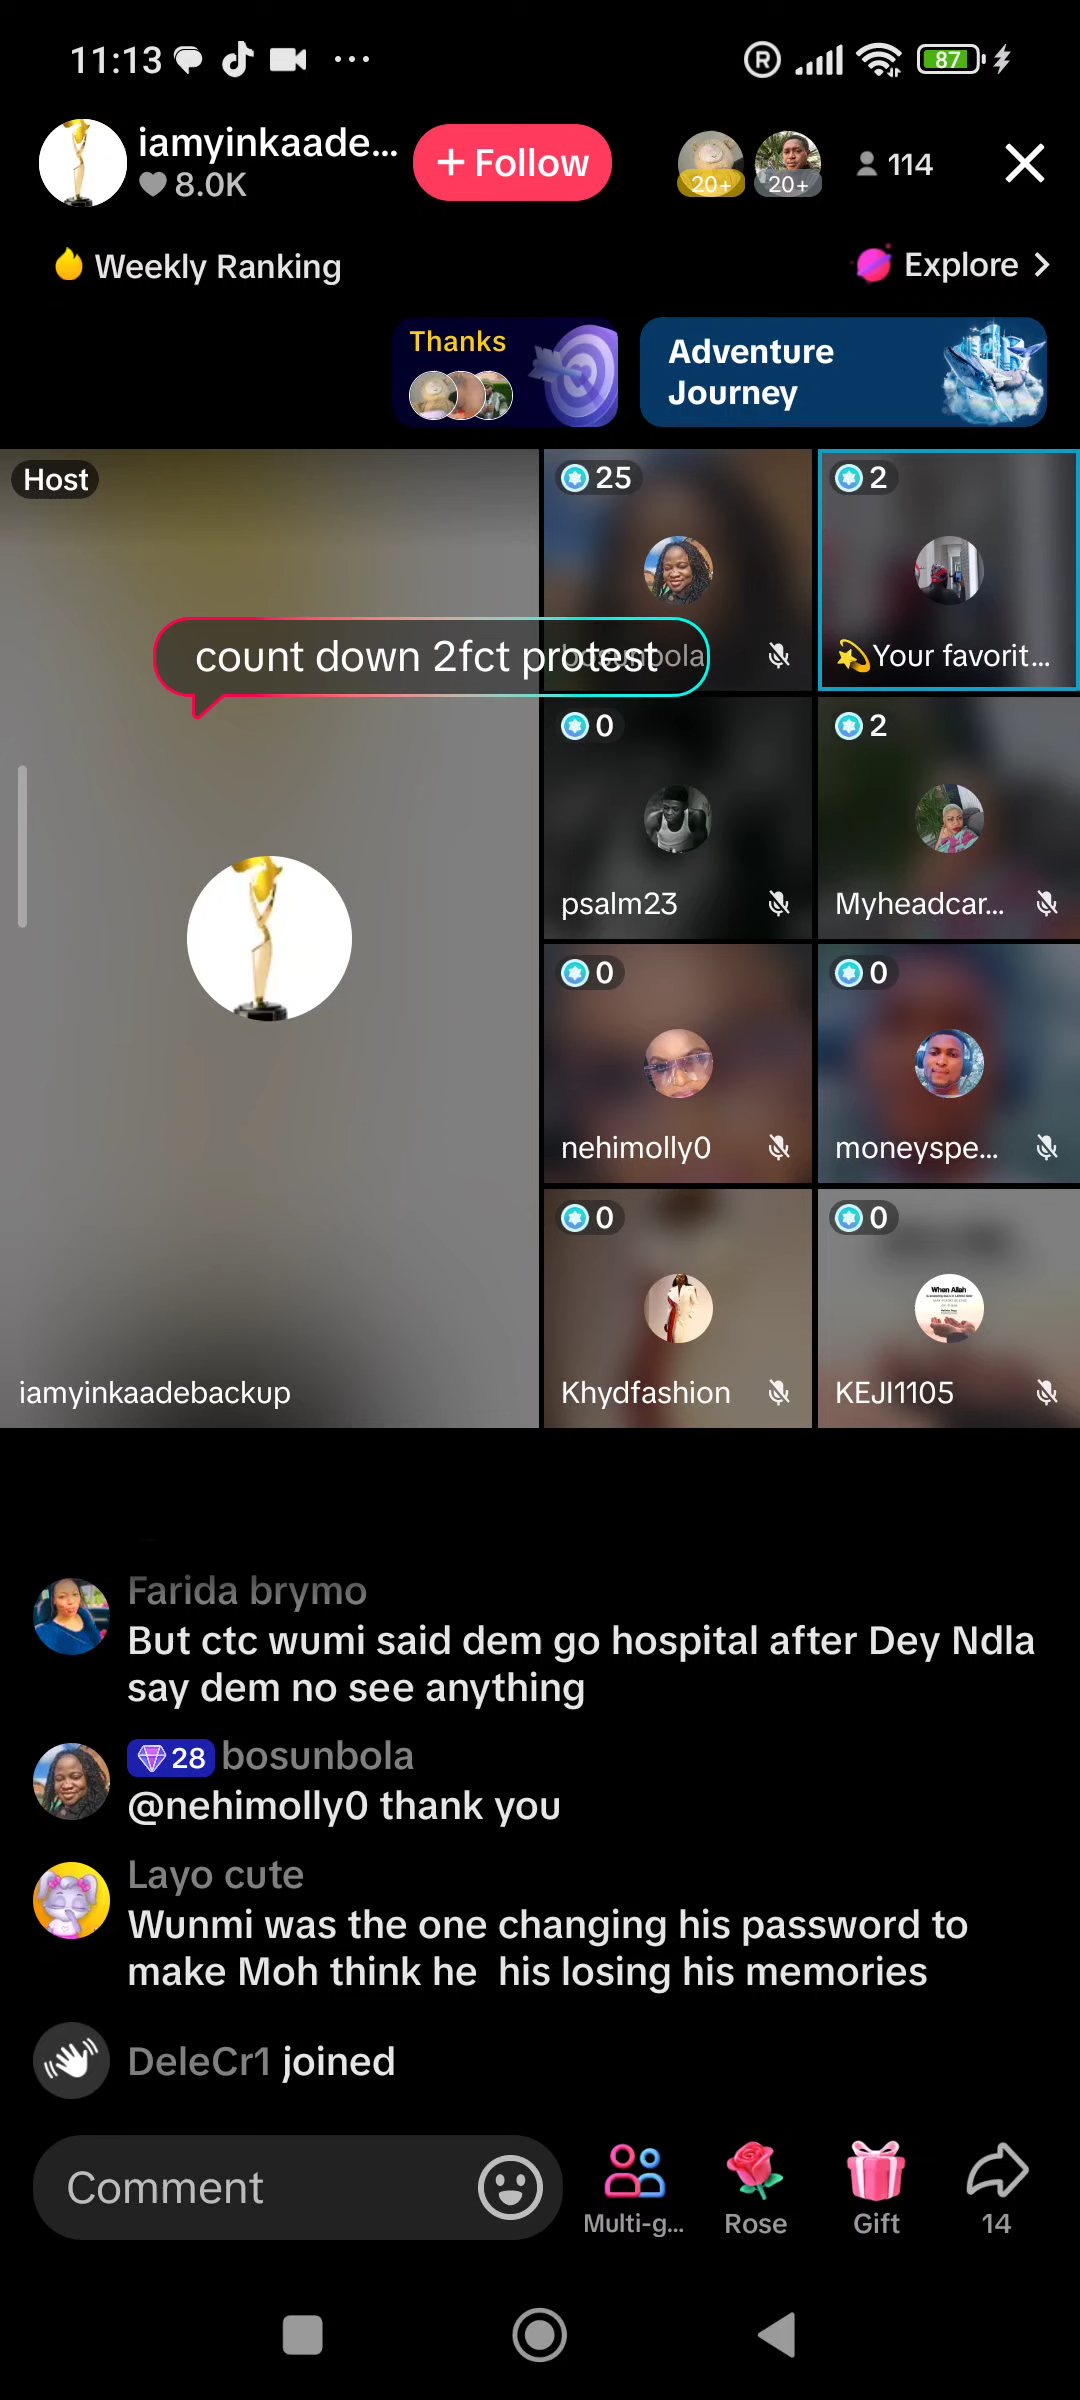 11:13
87
iamyinkaade...
8.0K
+ Follow
20+
20+
114
Weekly Ranking
Explore >
Thanks
Adventure
Journey
Host
25
2
count down 2fct protest
bosunbola
Your favorit...
0
2
psalm23
Myheadcar...
0
0
nehimolly0
moneyspe...
0
0
When Allah
iamyinkaadebackup
Khydfashion
KEJI1105
Farida brymo
But ctc wumi said dem go hospital after Dey Ndla
say dem no see anything
28 bosunbola
@nehimolly0 thank you
Layo cute
Wunmi was the one changing his password to
make Moh think he  his losing his memories
DeleCr1 joined
Comment
Multi-g...
Rose
Gift
14